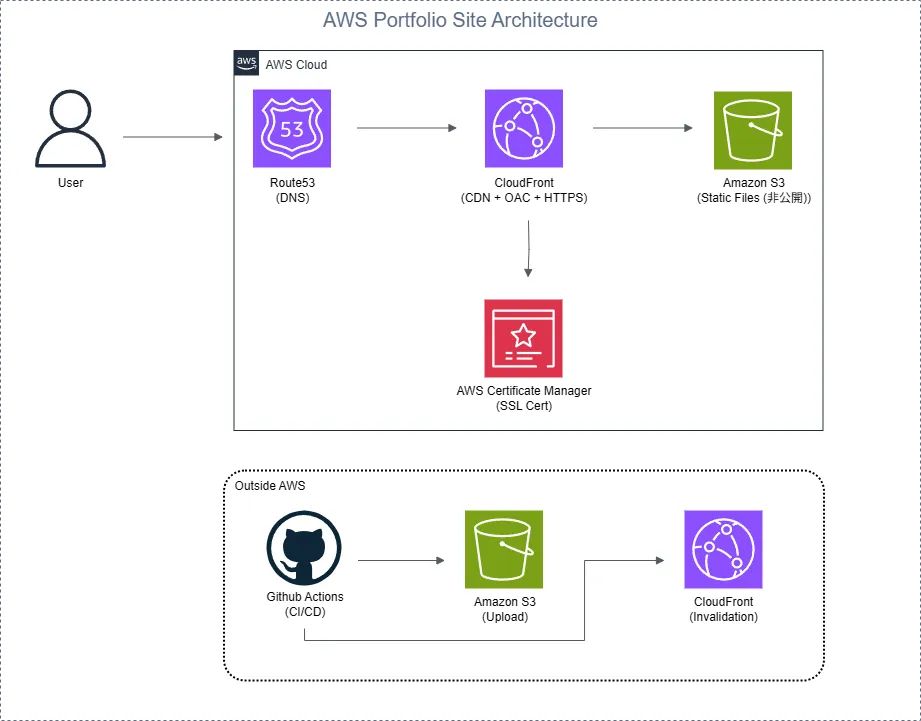 AWS Portfolio Site Architecture
aws
AWS Cloud
User
53
Route53
(DNS)
CloudFront
(CDN + OAC + HTTPS)
Amazon S3
(Static Files (非公開))
AWS Certificate Manager
(SSL Cert)
Outside AWS
Github Actions
(CI/CD)
Amazon S3
(Upload)
CloudFront
(Invalidation)